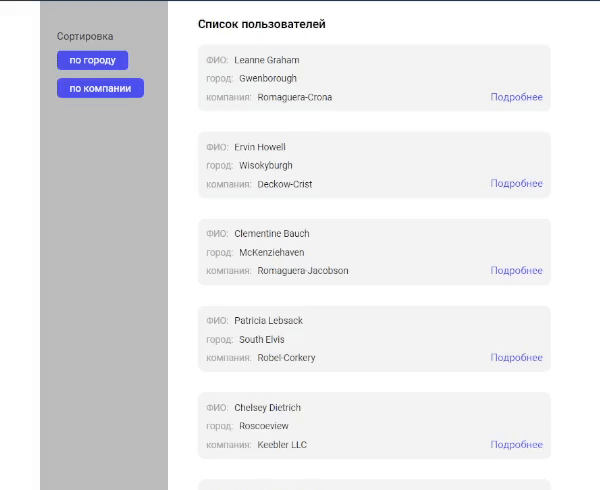 Сортировка
по городу
по компании
Список пользователей
ФИО: Leanne Graham
город: Gwenborough
компания: Romaguera-Crona
Подробнее
ФИО: Ervin Howell
город: Wisokyburgh
компания: Deckow-Crist
Подробнее
ФИО: Clementine Bauch
город: McKenziehaven
компания: Romaguera-Jacobson
Подробнее
ФИО: Patricia Lebsack
город: South Elvis
компания: Robel-Corkery
Подробнее
ФИО: Chelsey Dietrich
город: Roscoeview
компания: Keebler LLC
Подробнее